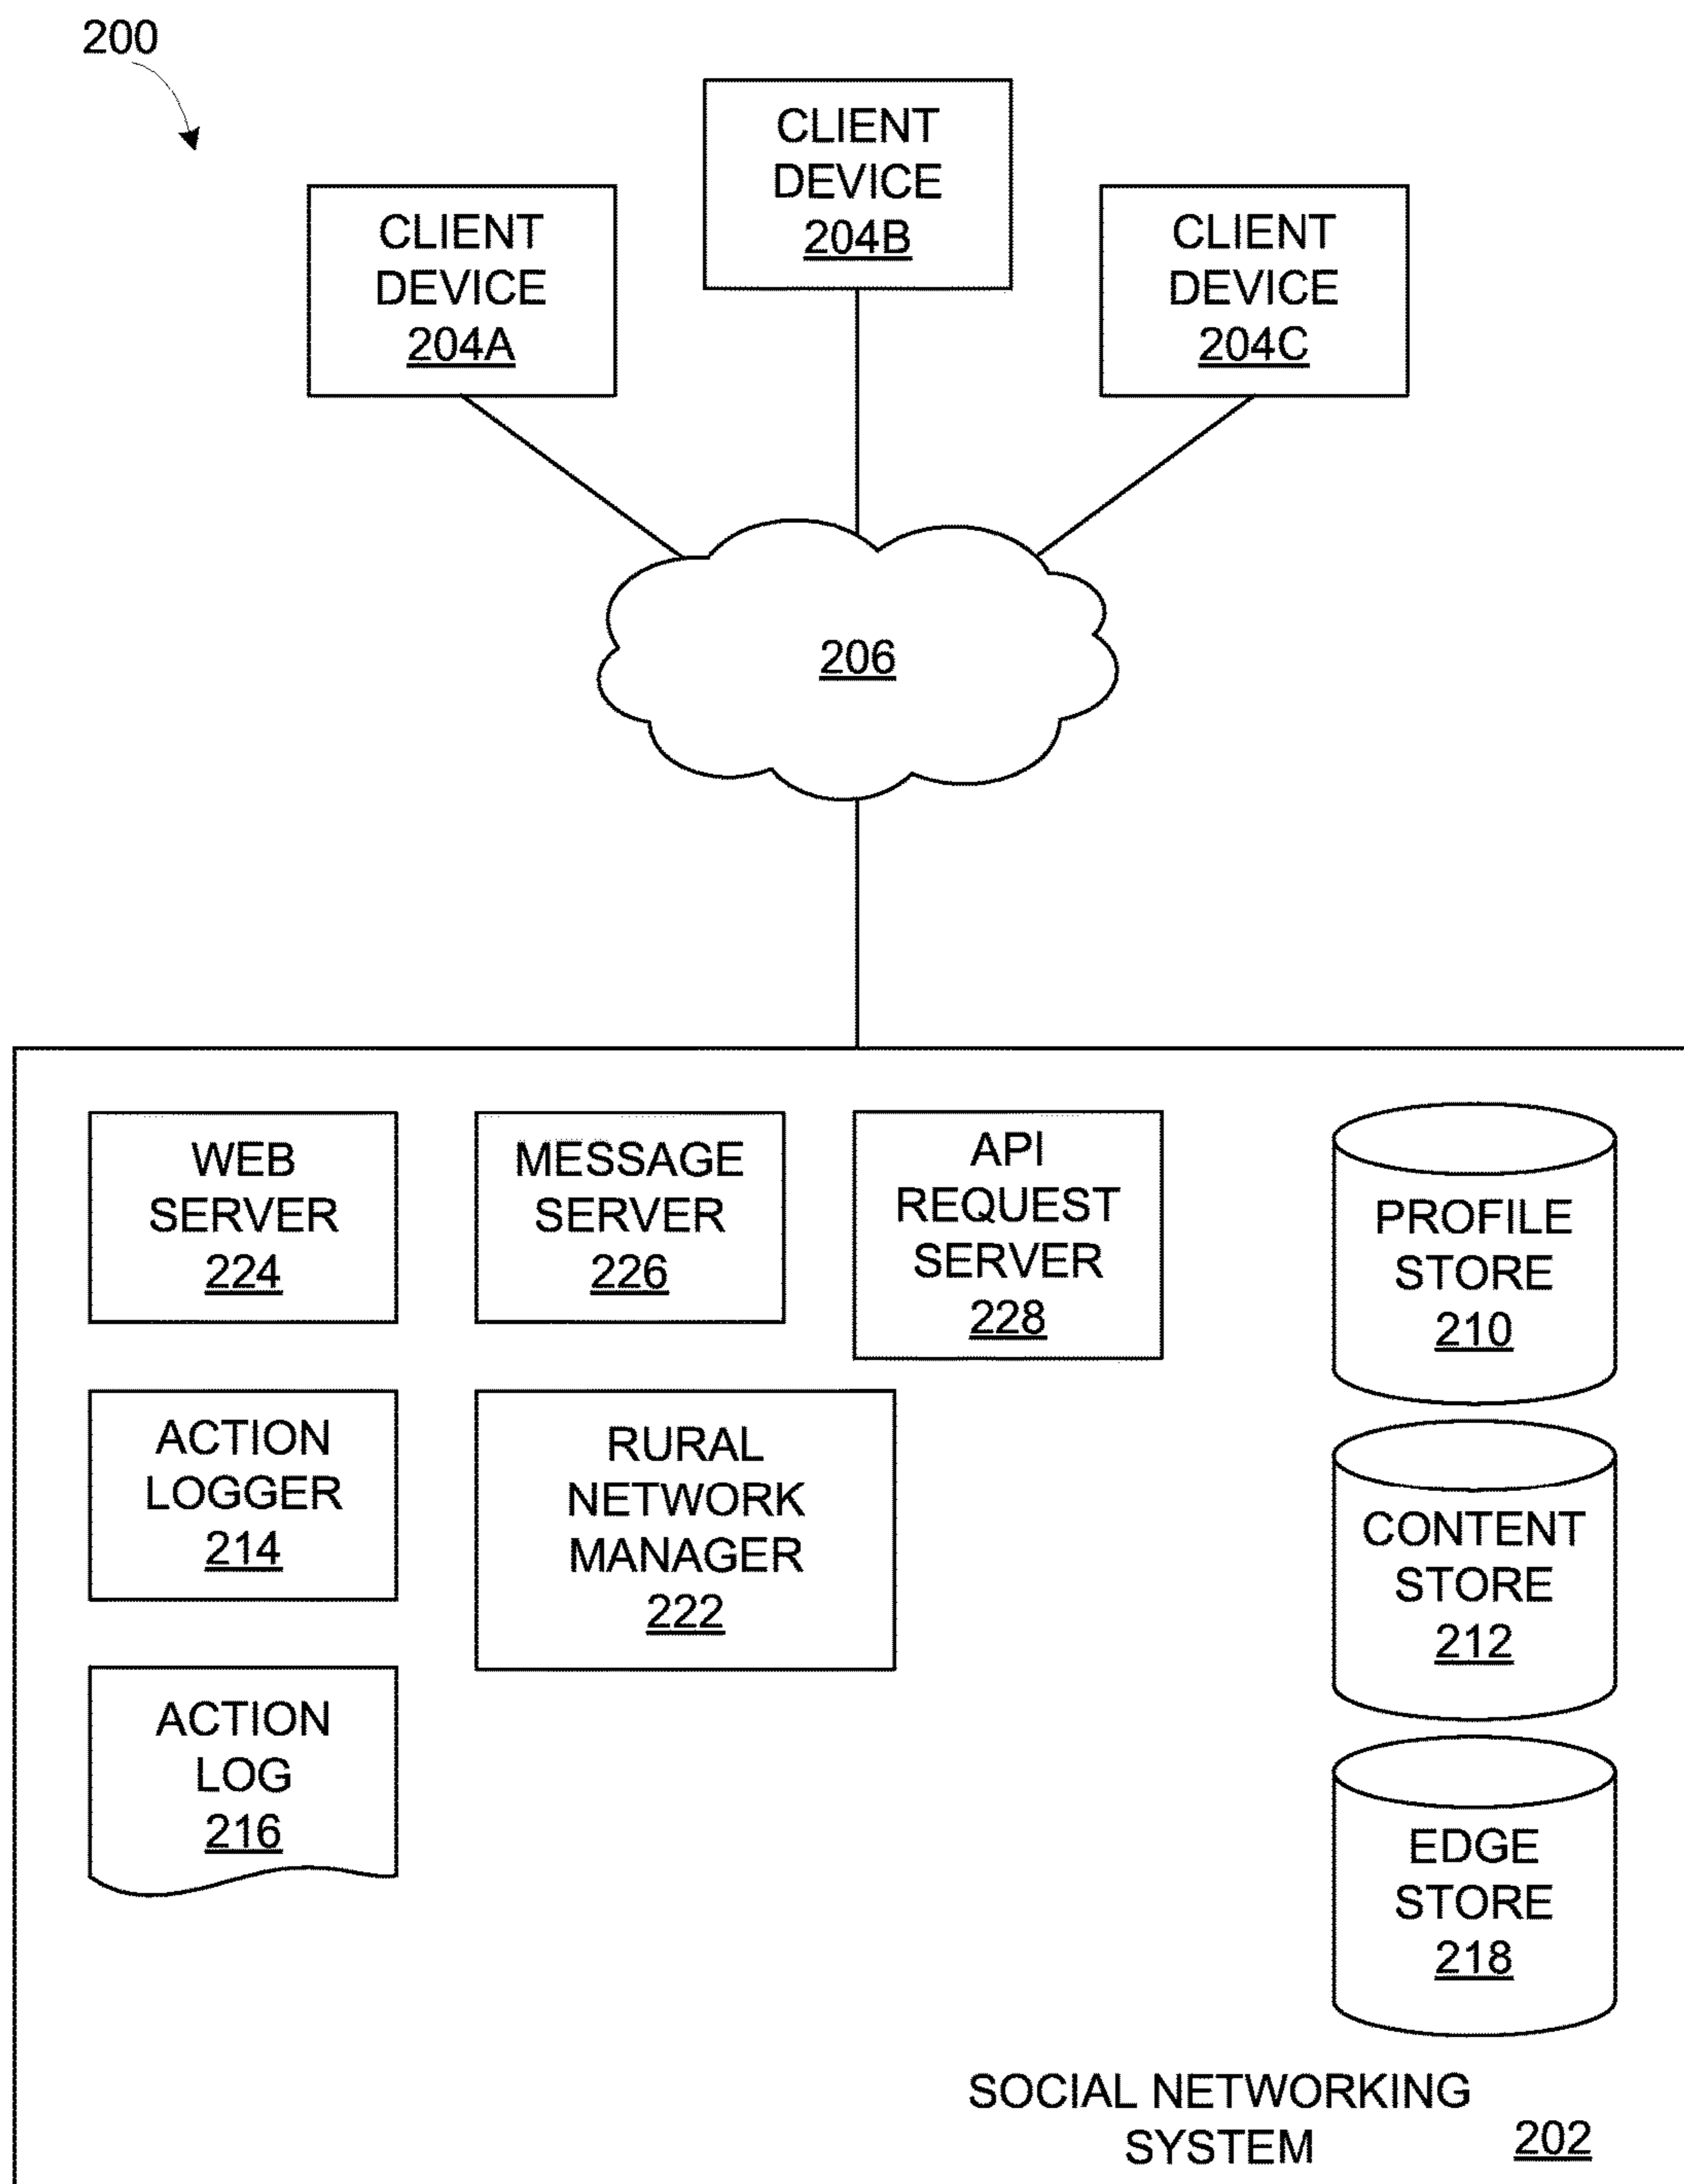 200
CLIENT
DEVICE
204A
CLIENT
DEVICE
204B
CLIENT
DEVICE
204C
206
WEB
SERVER
224
MESSAGE
SERVER
226
API
REQUEST
SERVER
228
PROFILE
STORE
210
ACTION
LOGGER
214
RURAL
NETWORK
MANAGER
222
CONTENT
STORE
212
ACTION
LOG
216
EDGE
STORE
218
SOCIAL NETWORKING
SYSTEM 202